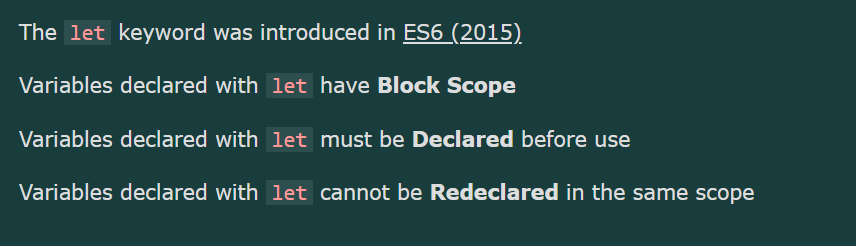 The let keyword was introduced in ES6 (2015)
Variables declared with let have Block Scope
Variables declared with let must be Declared before use
Variables declared with let cannot be Redeclared in the same scope